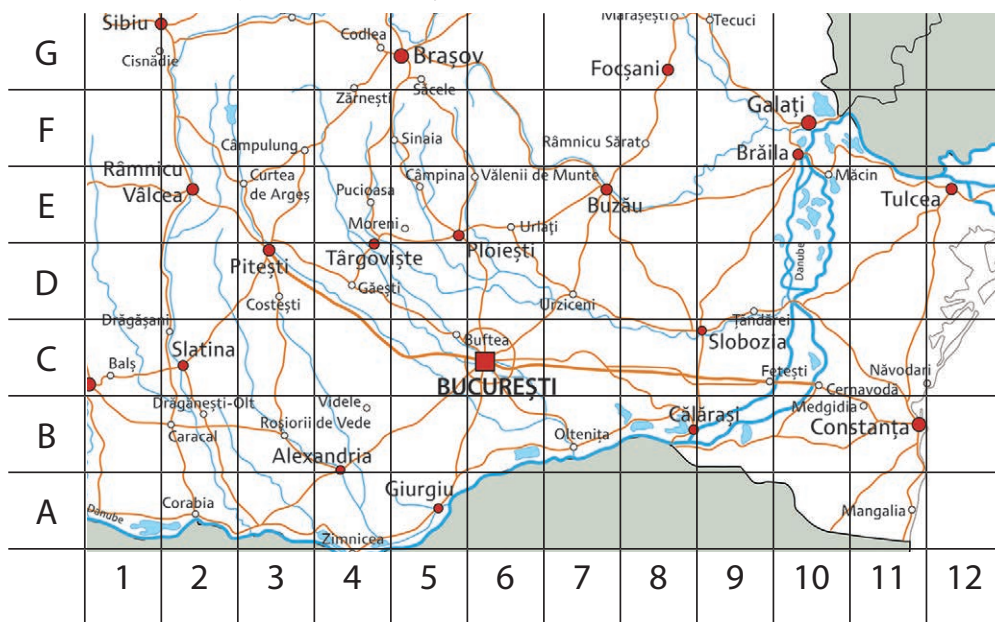 Sibiu
Mărășești
Tecuci
Codlea
G
Cisnădie
Brașov
Focșani
Săcele
Zărnești
Galați
F
Câmpulung
Sinaia
Râmnicu Sărat
Brăila
Râmnicu
Vâlcea
Curtea
de Argeș
Pucioasa
Câmpina
Vălenii de Munte
Măcin
E
Buzău
Tulcea
Moreni
Urlați
Ploiești
Pitești
Târgoviște
Danube
D
Găești
Costești
Urziceni
Drăgășani
Țăndărei
Slobozia
C
Slatina
Buftea
Balș
BUCUREȘTI
Fetești
Năvodari
Cernavodă
Drăgănești-Olt
Videle
Medgidia
B
Caracal
Roșiorii de Vede
Călărași
Constanța
Oltenița
Alexandria
Giurgiu
A
Danube
Corabia
Mangalia
Zimnicea
1 2 3 4 5 6 7 8 9 10 11 12